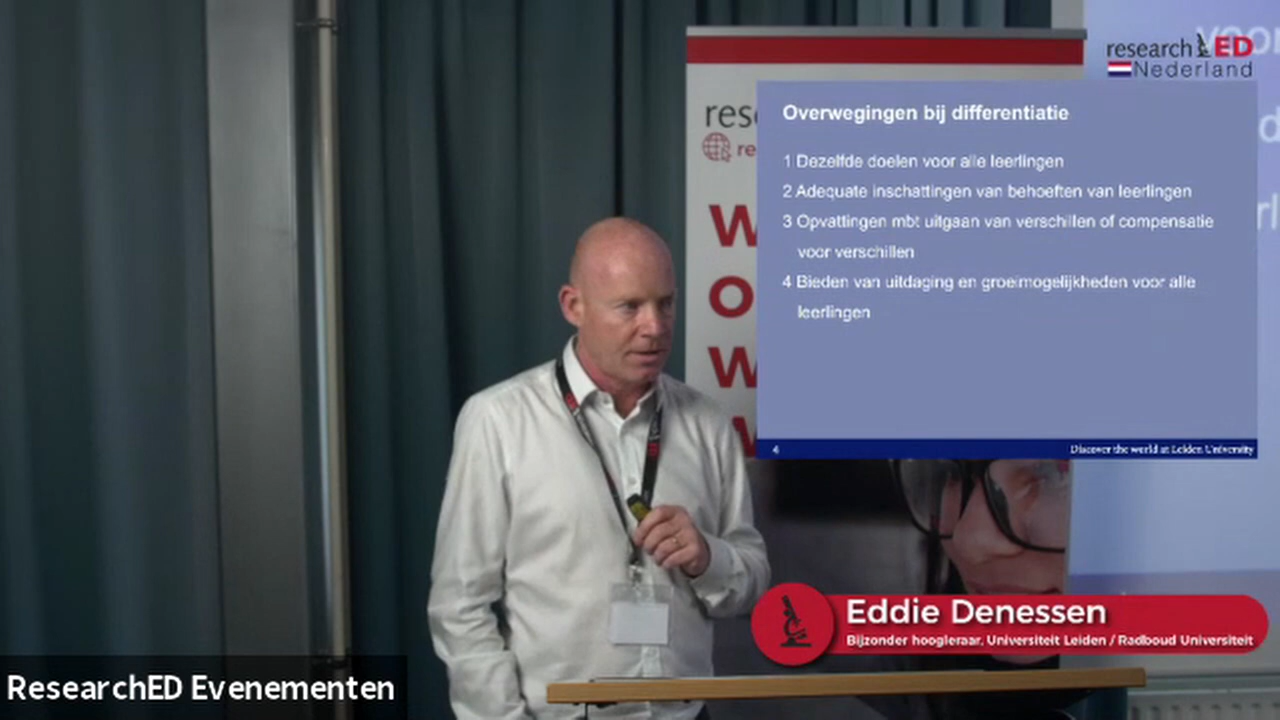 research ED
Nederland
Overwegingen bij differentiatie
1 Dezelfde doelen voor alle leerlingen
2 Adequate inschattingen van behoeften van leerlingen
3 Opvattingen mbt uitgaan van verschillen of compensatie
voor verschillen
4 Bieden van uitdaging en groeimogelijkheden voor alle
leerlingen
4
Discover the world at Leiden University
Eddie Denessen
Bijzonder hoogleraar, Universiteit Leiden / Radboud Universiteit
ResearchED Evenementen